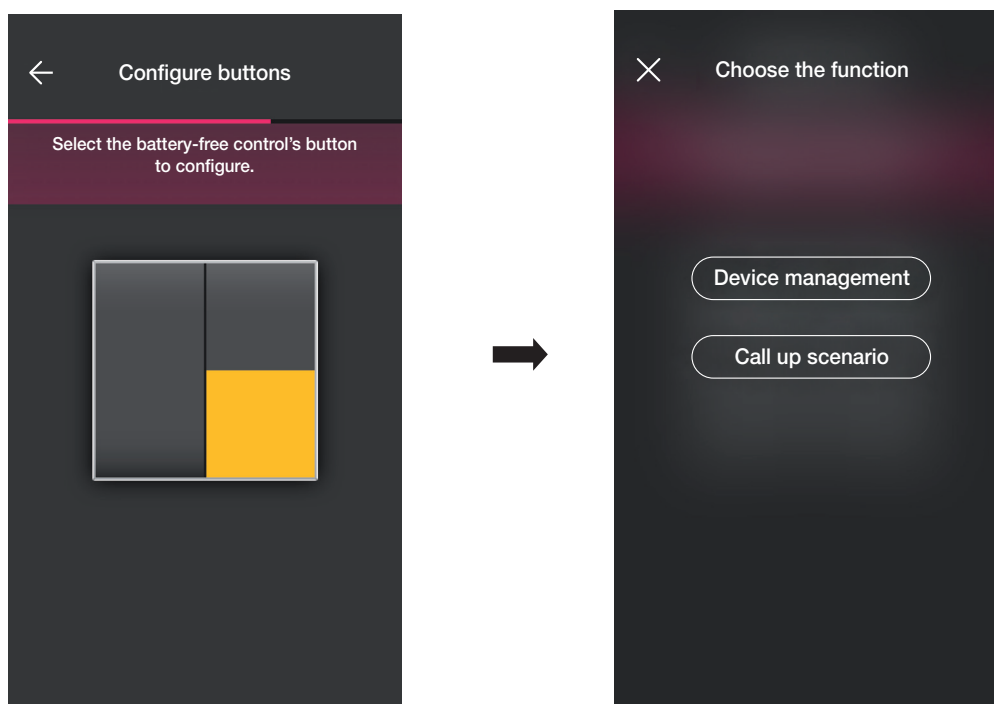 Configure buttons
Select the battery-free control's button
to configure.
Choose the function
Device management
Call up scenario